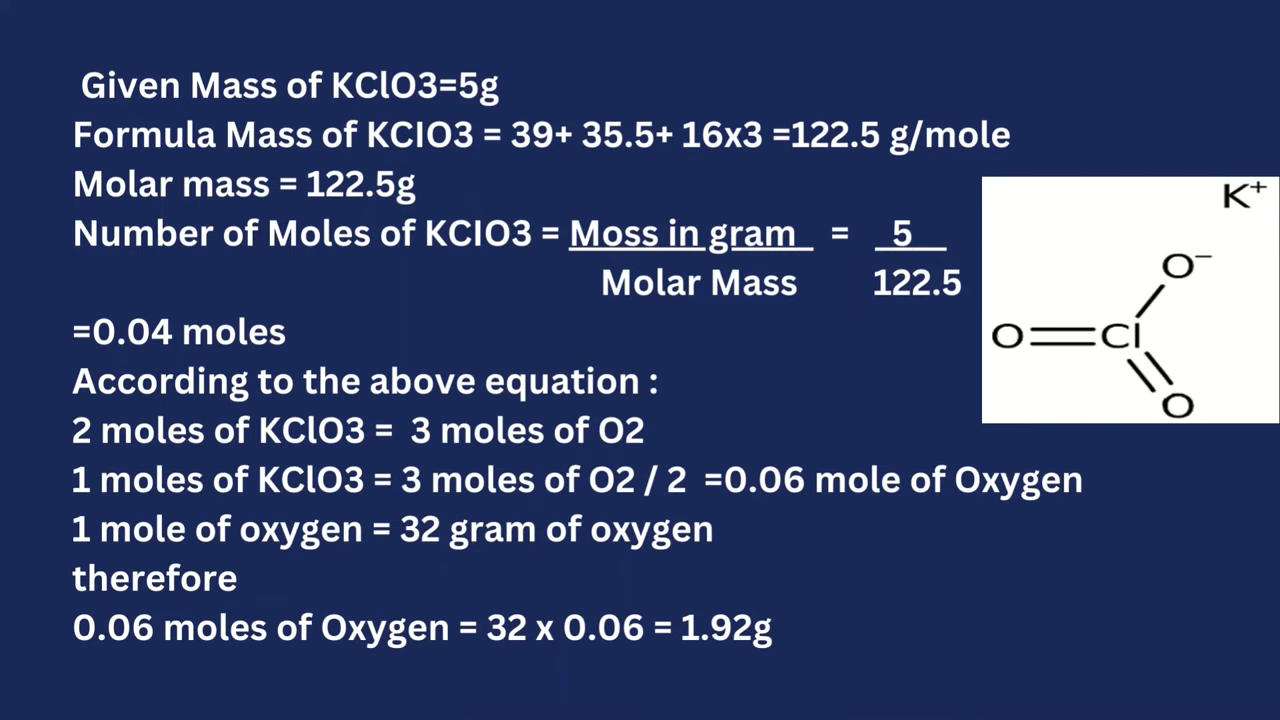 Given Mass of KClO3=5g
Formula Mass of KCIO3 = 39+ 35.5+ 16x3 =122.5 g/mole
Molar mass = 122.5g
Number of Moles of KCIO3 = Moss in gram = 5
Molar Mass 122.5
=0.04 moles
According to the above equation :
2 moles of KClO3 = 3 moles of O2
1 moles of KClO3 = 3 moles of O2 / 2 =0.06 mole of Oxygen
1 mole of oxygen = 32 gram of oxygen
therefore
0.06 moles of Oxygen = 32 x 0.06 = 1.92g
K+
O−
O Cl
O